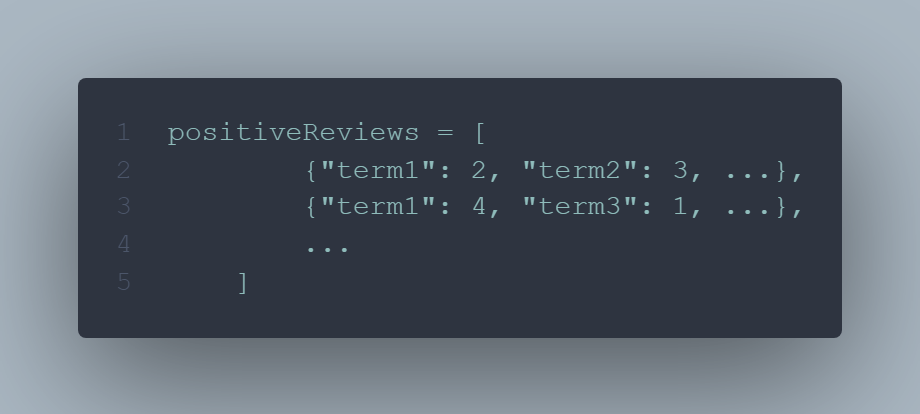 1 positiveReviews = [
2 {"term1": 2, "term2": 3, ...},
3 {"term1": 4, "term3": 1, ...},
4 ...
5 ]